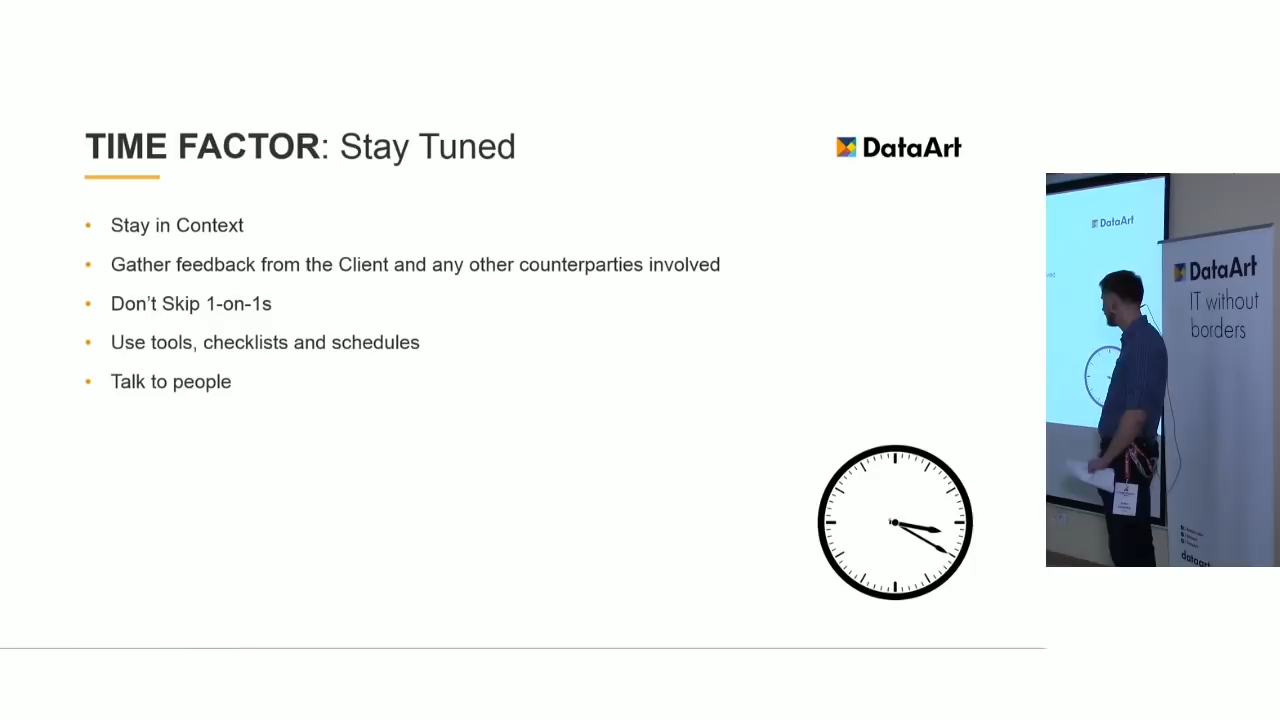 TIME FACTOR: Stay Tuned
DataArt
• Stay in Context
• Gather feedback from the Client and any other counterparties involved
• Don’t Skip 1-on-1s
• Use tools, checklists and schedules
• Talk to people
DataArt
DataArt
IT without
borders
dataart